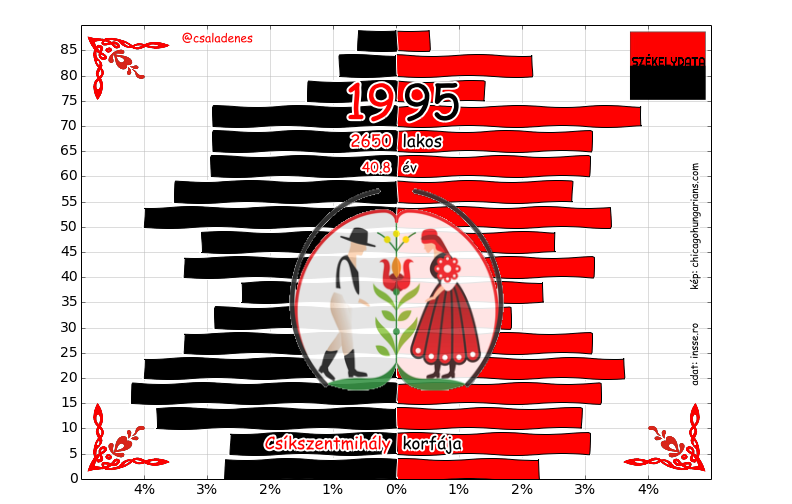 @csaladenes
SZÉKELYDATA
1995
2650 lakos
40.8 év
kép: chicagohungarians.com
adat: insse.ro
Csíkszentmihály korfája
85
80
75
70
65
60
55
50
45
40
35
30
25
20
15
10
5
0
4% 3% 2% 1% 0% 1% 2% 3% 4%